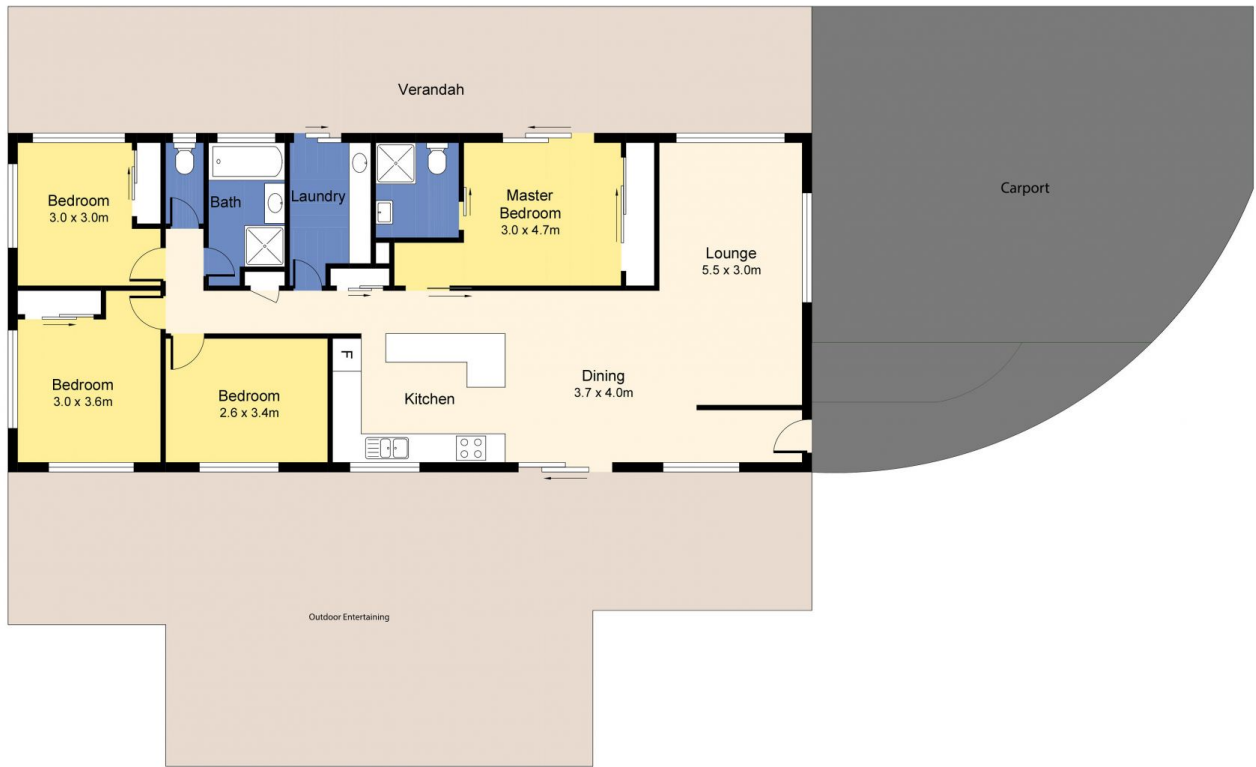 Verandah
Bedroom
3.0 x 3.0m
Bath
Laundry
Master
Bedroom
3.0 x 4.7m
Lounge
5.5 x 3.0m
Carport
Bedroom
3.0 x 3.6m
Bedroom
2.6 x 3.4m
F
Kitchen
Dining
3.7 x 4.0m
Outdoor Entertaining